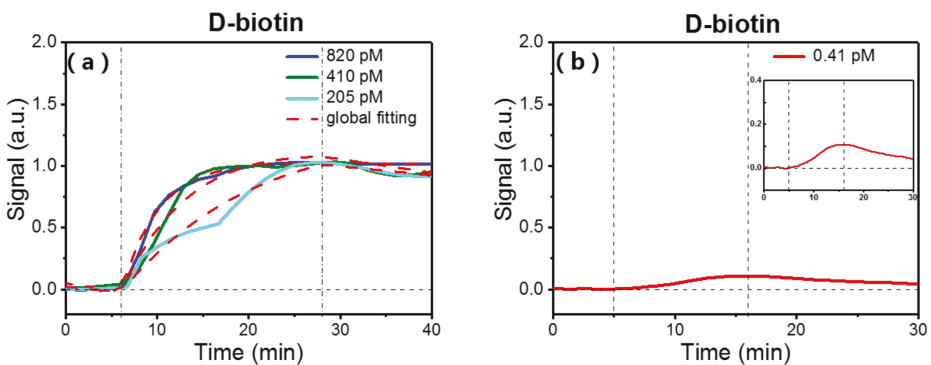 D-biotin
(a)
820 pM
410 pM
205 pM
global fitting
Signal (a.u.)
2.0
1.5
1.0
0.5
0.0
0 10 20 30 40
Time (min)
D-biotin
(b)
0.41 pM
Signal (a.u.)
2.0
1.5
1.0
0.5
0.0
0.4
0.2
0.0
0 10 20 30
0 10 20 30
Time (min)